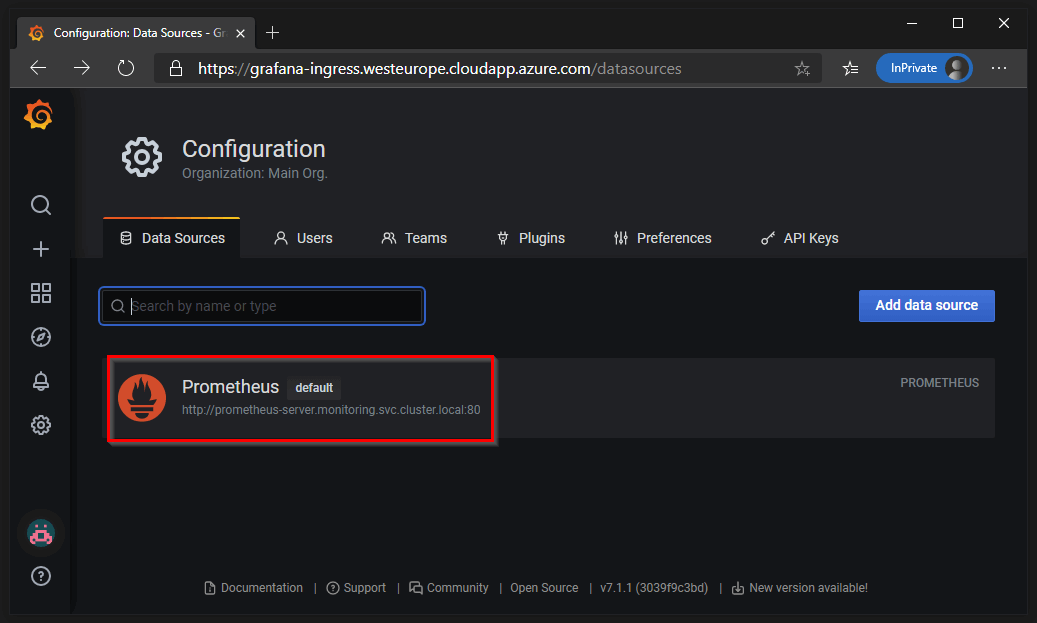 Configuration: Data Sources - Gr
https://grafana-ingress.westeurope.cloudapp.azure.com/datasources
InPrivate
Configuration
Organization: Main Org.
Data Sources
Users
Teams
Plugins
Preferences
API Keys
Search by name or type
Add data source
Prometheus default
PROMETHEUS
http://prometheus-server.monitoring.svc.cluster.local:80
Documentation | Support | Community | Open Source | v7.1.1 (3039f9c3bd) | New version available!